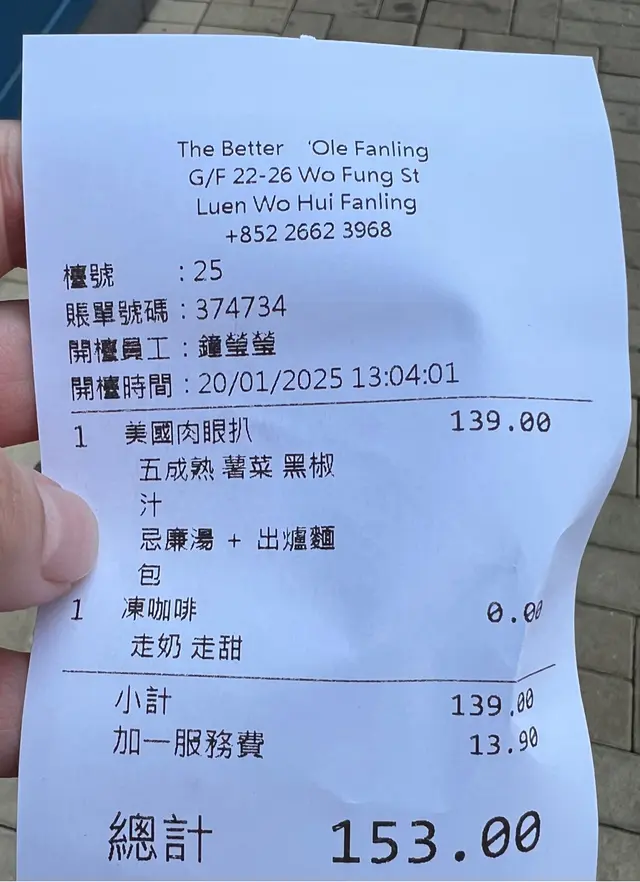 The Better 'Ole Fanling
G/F 22-26 Wo Fung St
Luen Wo Hui Fanling
+852 2662 3968
檯號 : 25
賬單號碼 : 374734
開檯員工 : 鐘瑩瑩
開檯時間 : 20/01/2025 13:04:01
1 美國肉眼扒 139.00
五成熟 薯菜 黑椒
汁
忌廉湯 + 出爐麵
包
1 凍咖啡 0.00
走奶 走甜
小計 139.00
加一服務費 13.90
總計 153.00